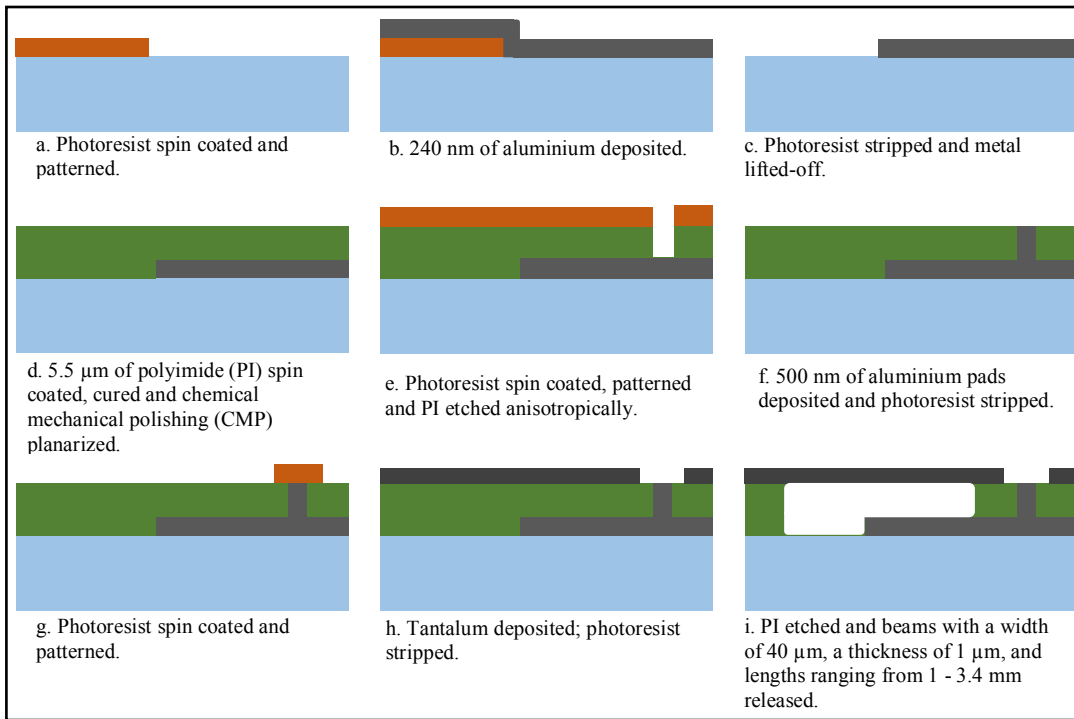 a. Photoresist spin coated and
patterned.
b. 240 nm of aluminium deposited.
c. Photoresist stripped and metal
lifted-off.
d. 5.5 µm of polyimide (PI) spin
coated, cured and chemical
mechanical polishing (CMP)
planarized.
e. Photoresist spin coated, patterned
and PI etched anisotropically.
f. 500 nm of aluminium pads
deposited and photoresist stripped.
g. Photoresist spin coated and
patterned.
h. Tantalum deposited; photoresist
stripped.
i. PI etched and beams with a width
of 40 µm, a thickness of 1 µm, and
lengths ranging from 1 - 3.4 mm
released.